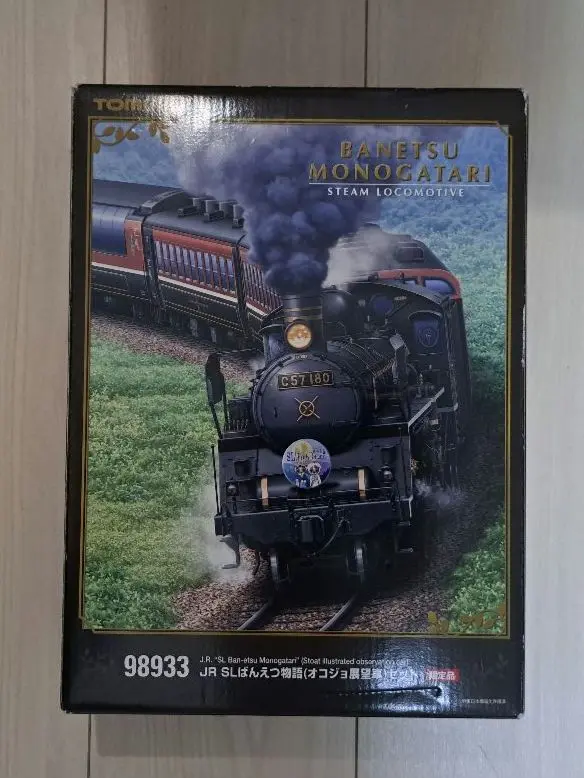 BANETSU
MONOGATARI
STEAM LOCOMOTIVE
C57 180
98933
J.R. "SL Ban-etsu Monogatari" (Stoat illustrated observation car)
JR SLばんえつ物語(オコジョ展望車)セット 限定品